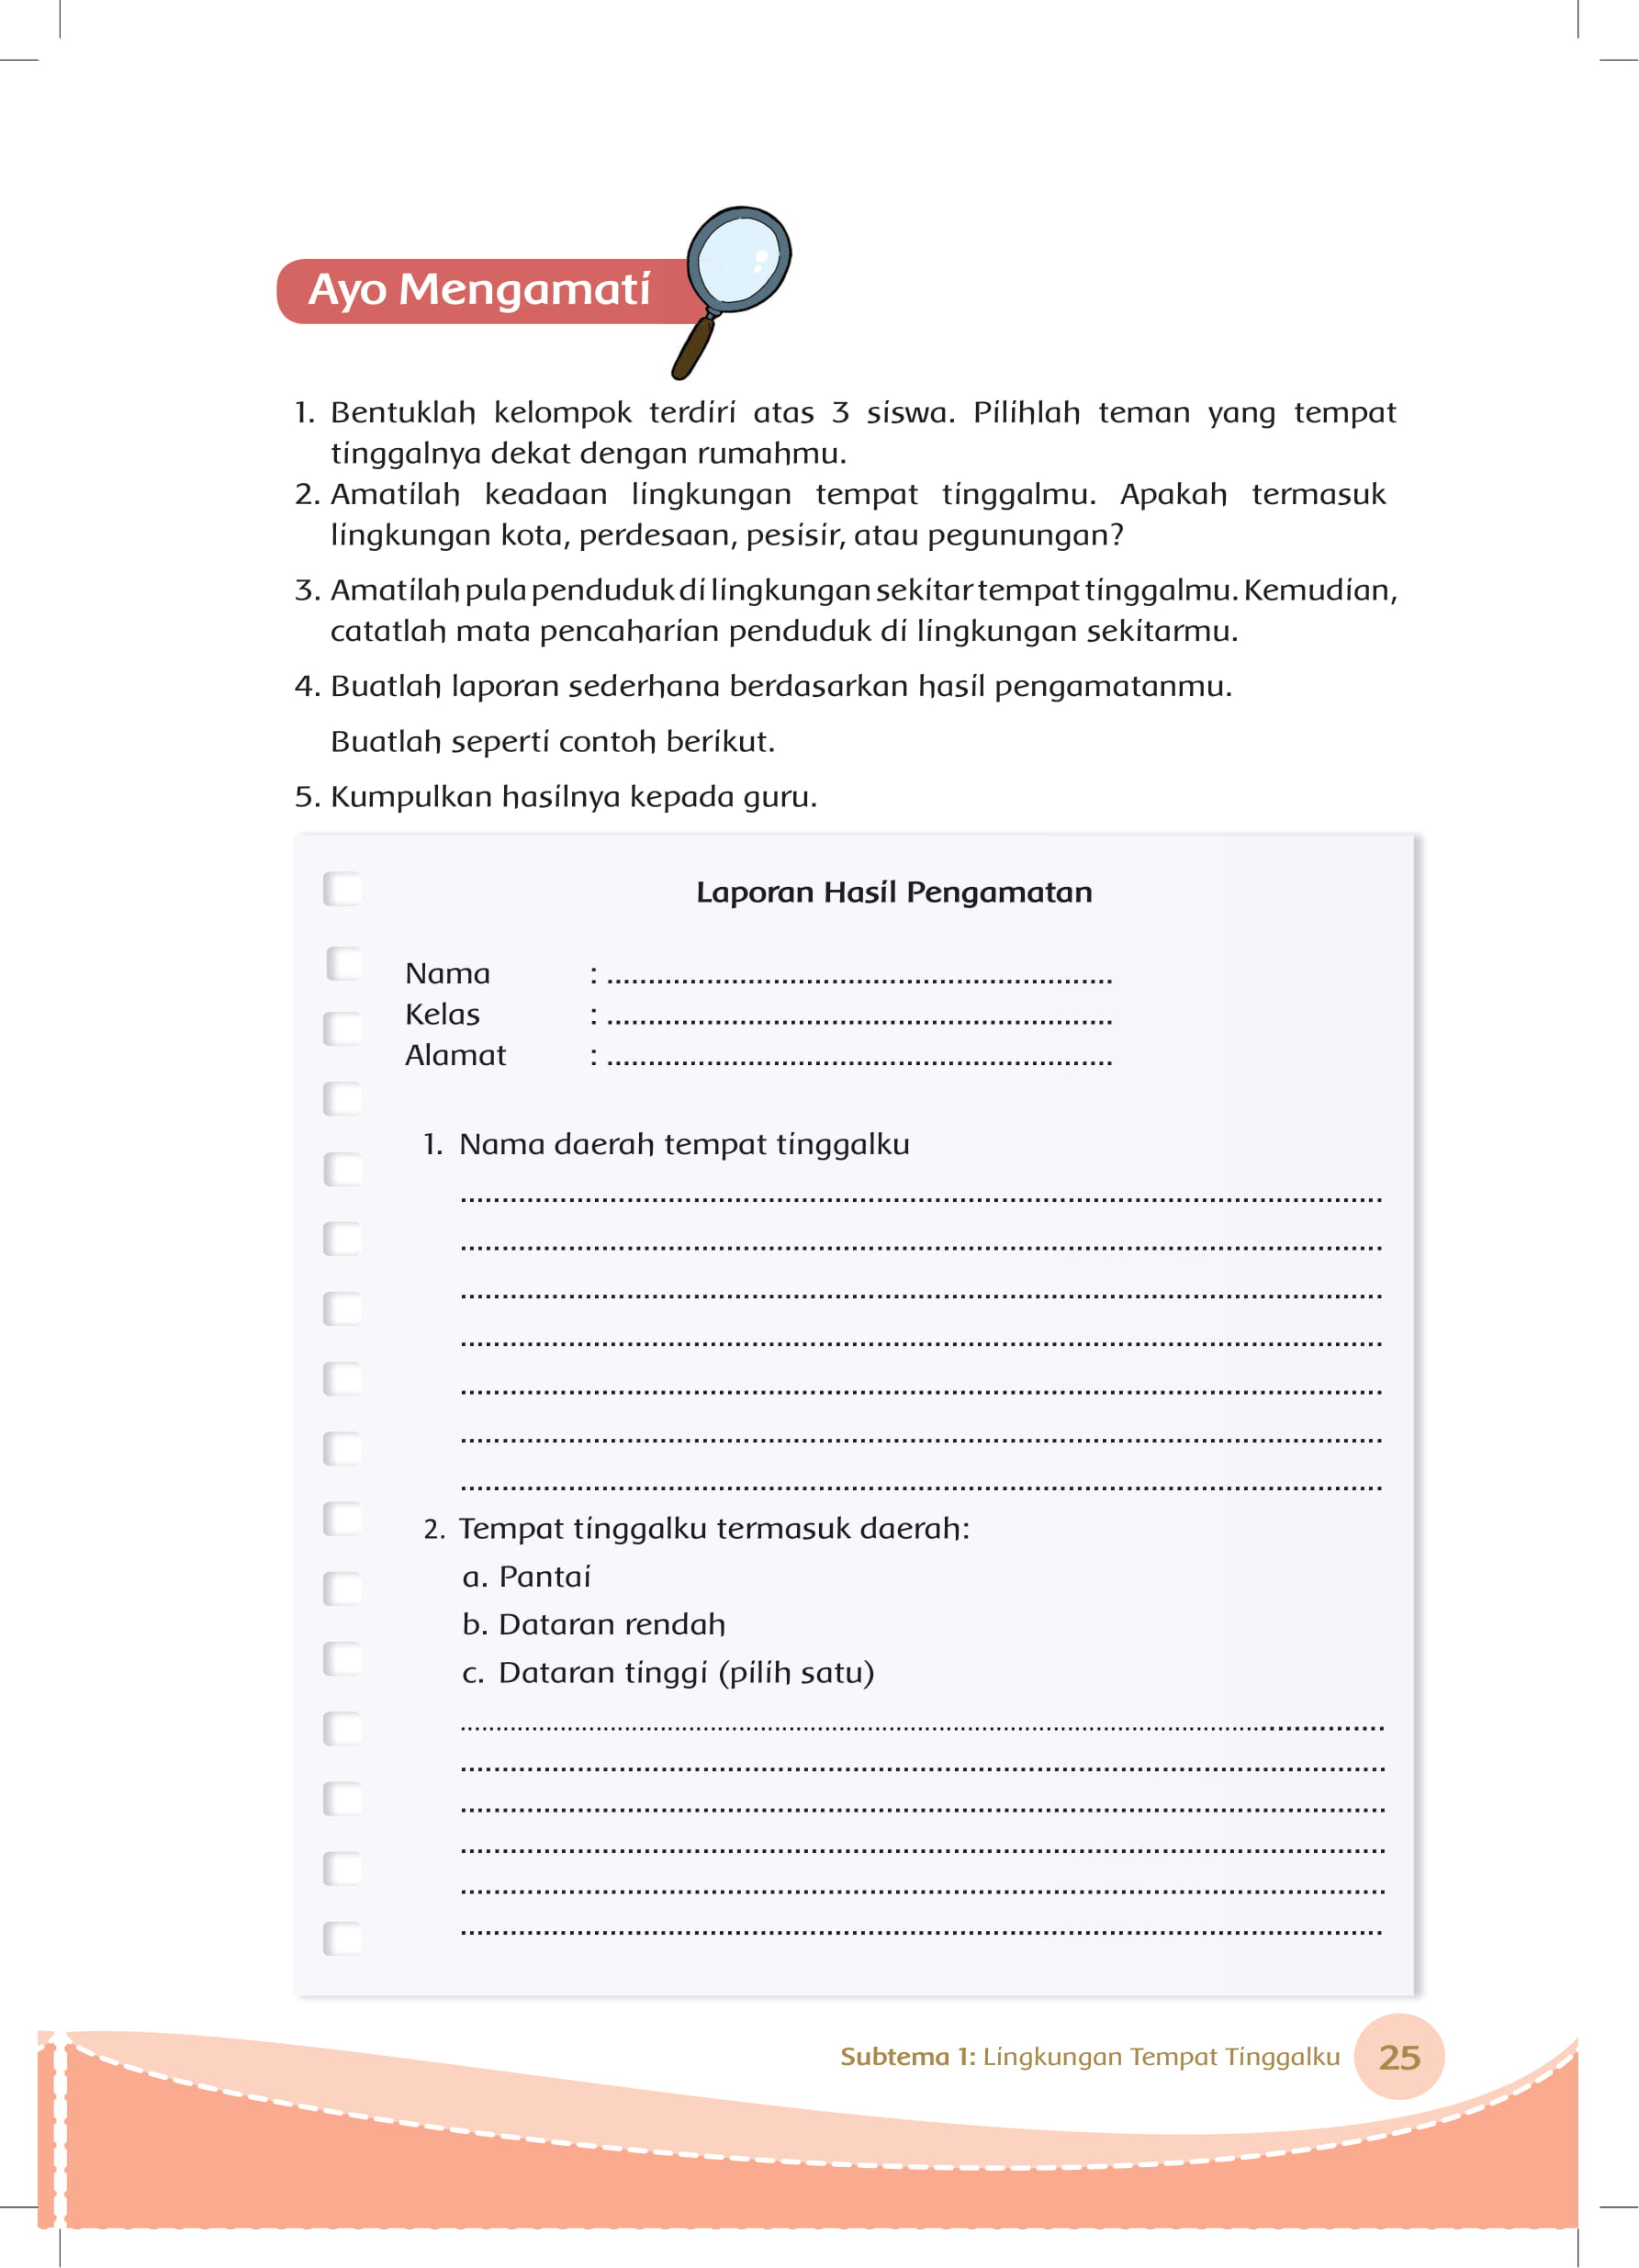 Ayo Mengamati
1. Bentuklah kelompok terdiri atas 3 siswa. Pilihlah teman yang tempat
tinggalnya dekat dengan rumahmu.
2. Amatilah keadaan lingkungan tempat tinggalmu. Apakah termasuk
lingkungan kota, perdesaan, pesisir, atau pegunungan?
3. Amatilah pula penduduk di lingkungan sekitar tempat tinggalmu. Kemudian,
catatlah mata pencaharian penduduk di lingkungan sekitarmu.
4. Buatlah laporan sederhana berdasarkan hasil pengamatanmu.
Buatlah seperti contoh berikut.
5. Kumpulkan hasilnya kepada guru.
Laporan Hasil Pengamatan
Nama : .............................................................
Kelas : .............................................................
Alamat : .............................................................
1. Nama daerah tempat tinggalku
2. Tempat tinggalku termasuk daerah:
a. Pantai
b. Dataran rendah
c. Dataran tinggi (pilih satu)
Subtema 1: Lingkungan Tempat Tinggalku 25